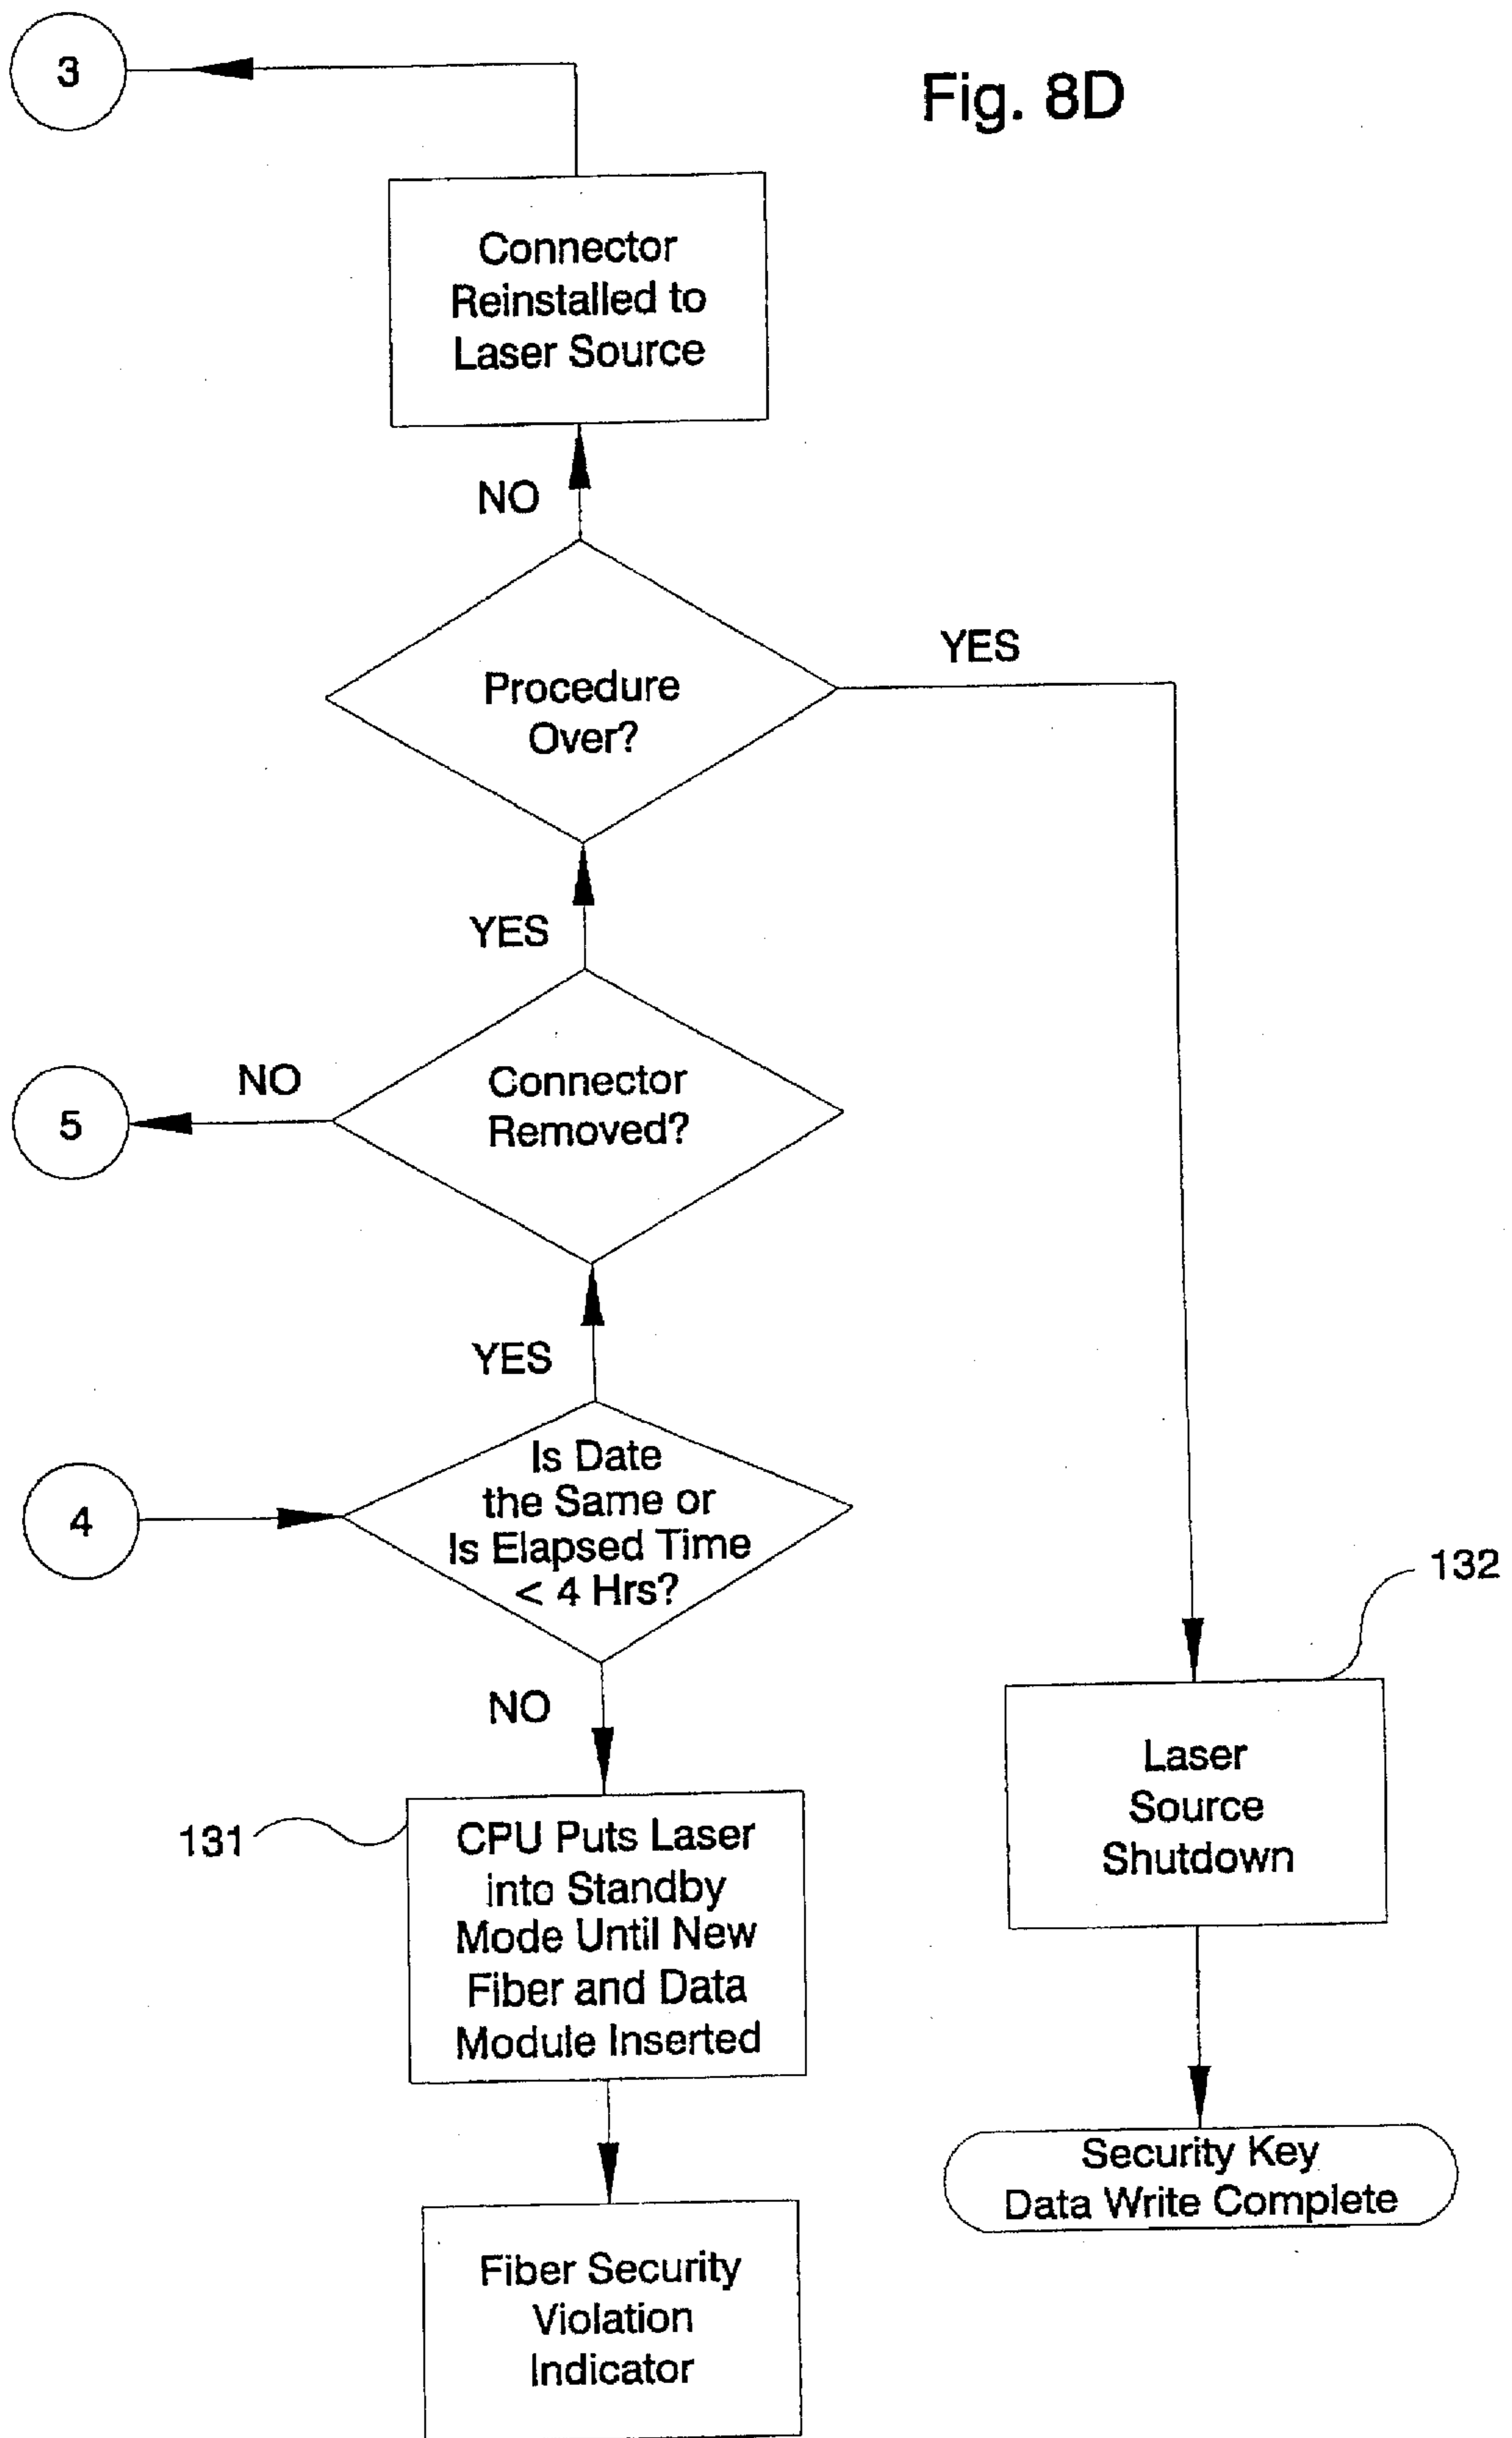 3
Fig. 8D
Connector
Reinstalled to
Laser Source
NO
Procedure
Over?
YES
YES
Connector
Removed?
NO
5
YES
Is Date
the Same or
Is Elapsed Time
< 4 Hrs?
4
NO
132
131
CPU Puts Laser
into Standby
Mode Until New
Fiber and Data
Module Inserted
Laser
Source
Shutdown
Security Key
Data Write Complete
Fiber Security
Violation
Indicator